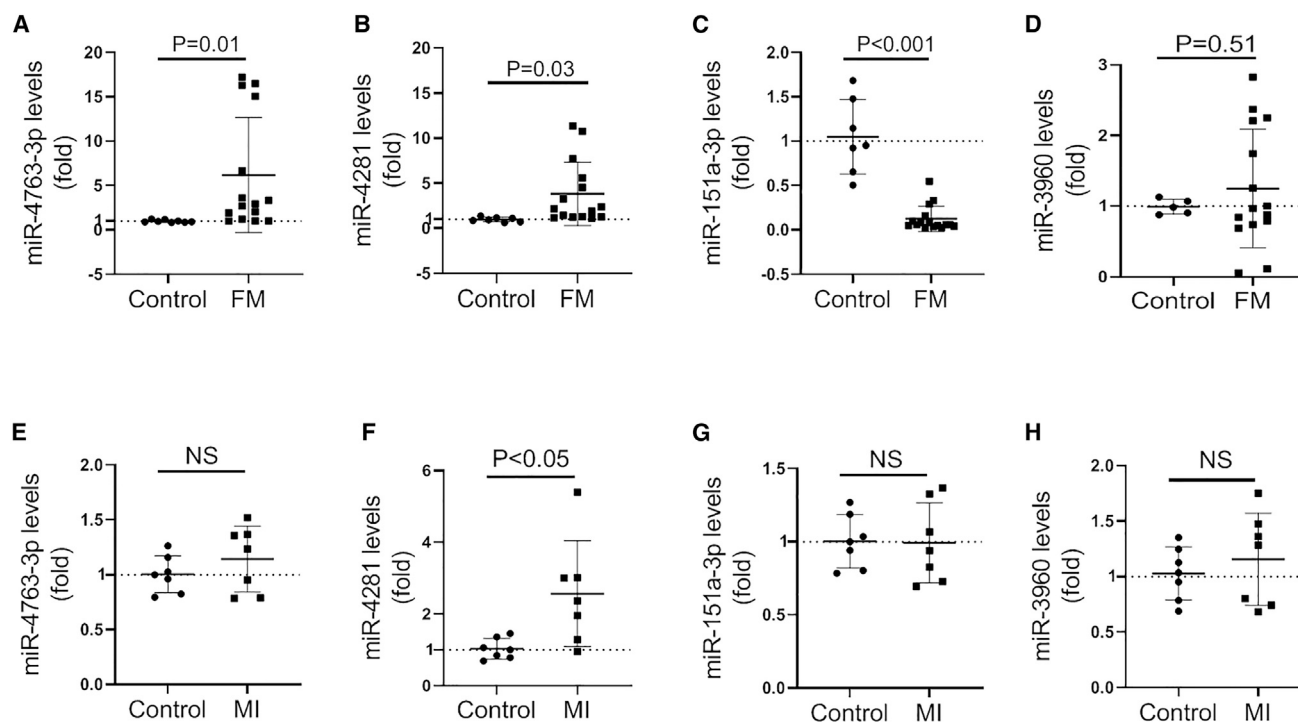 A
P=0.01
miR-4763-3p levels
(fold)
20
15
10
5
1
0
-5
Control FM
B
P=0.03
miR-4281 levels
(fold)
20
15
10
5
1
0
-5
Control FM
C
P<0.001
miR-151a-3p levels
(fold)
2.0
1.5
1
0.5
0.0
-0.5
Control FM
D
P=0.51
miR-3960 levels
(fold)
3
2
1
0
Control FM
E
NS
miR-4763-3p levels
(fold)
2.0
1.5
1
0.5
0.0
Control MI
F
P<0.05
miR-4281 levels
(fold)
6
4
2
1
0
Control MI
G
NS
miR-151a-3p levels
(fold)
1.5
1
0.5
0.0
Control MI
H
NS
miR-3960 levels
(fold)
2.0
1.5
1
0.5
0.0
Control MI